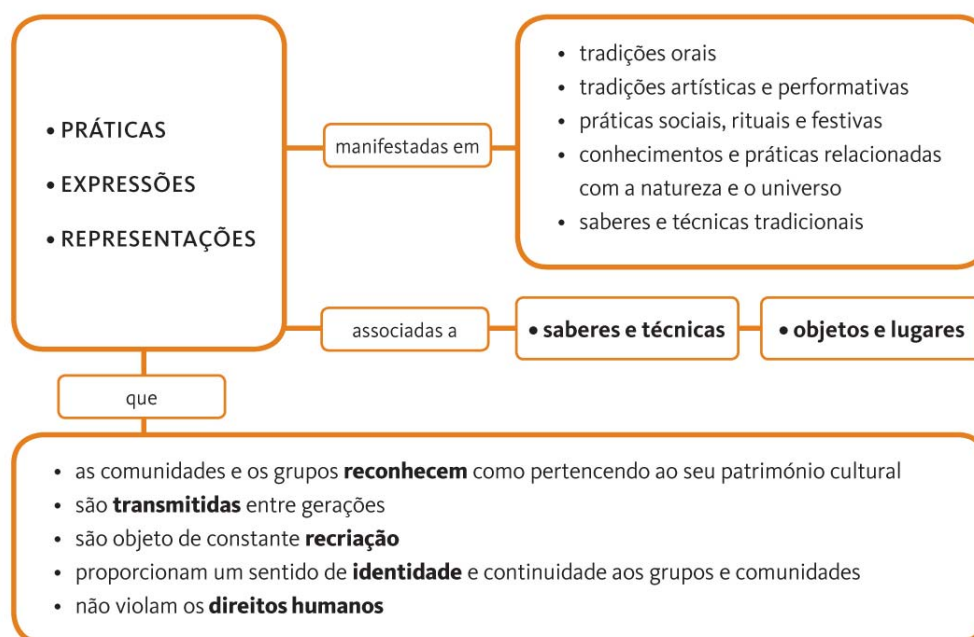 • PRÁTICAS
• EXPRESSÕES
• REPRESENTAÇÕES
manifestadas em
• tradições orais
• tradições artísticas e performativas
• práticas sociais, rituais e festivas
• conhecimentos e práticas relacionadas
com a natureza e o universo
• saberes e técnicas tradicionais
associadas a
• saberes e técnicas
• objetos e lugares
que
• as comunidades e os grupos reconhecem como pertencendo ao seu património cultural
• são transmitidas entre gerações
• são objeto de constante recriação
• proporcionam um sentido de identidade e continuidade aos grupos e comunidades
• não violam os direitos humanos